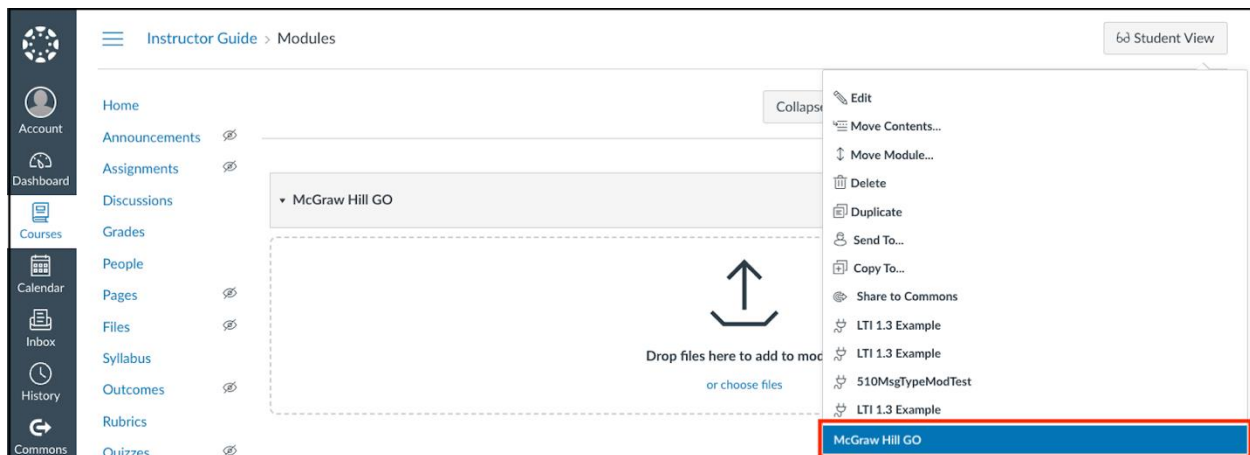 Instructor Guide > Modules
Student View
Account
Dashboard
Courses
Calendar
Inbox
History
Commons
Home
Announcements
Assignments
Discussions
Grades
People
Pages
Files
Syllabus
Outcomes
Rubrics
Quizzes
Collapse
McGraw Hill GO
Drop files here to add to
or choose files
Edit
Move Contents...
Move Module...
Delete
Duplicate
Send To...
Copy To...
Share to Commons
LTI 1.3 Example
LTI 1.3 Example
510MsgTypeModTest
LTI 1.3 Example
McGraw Hill GO